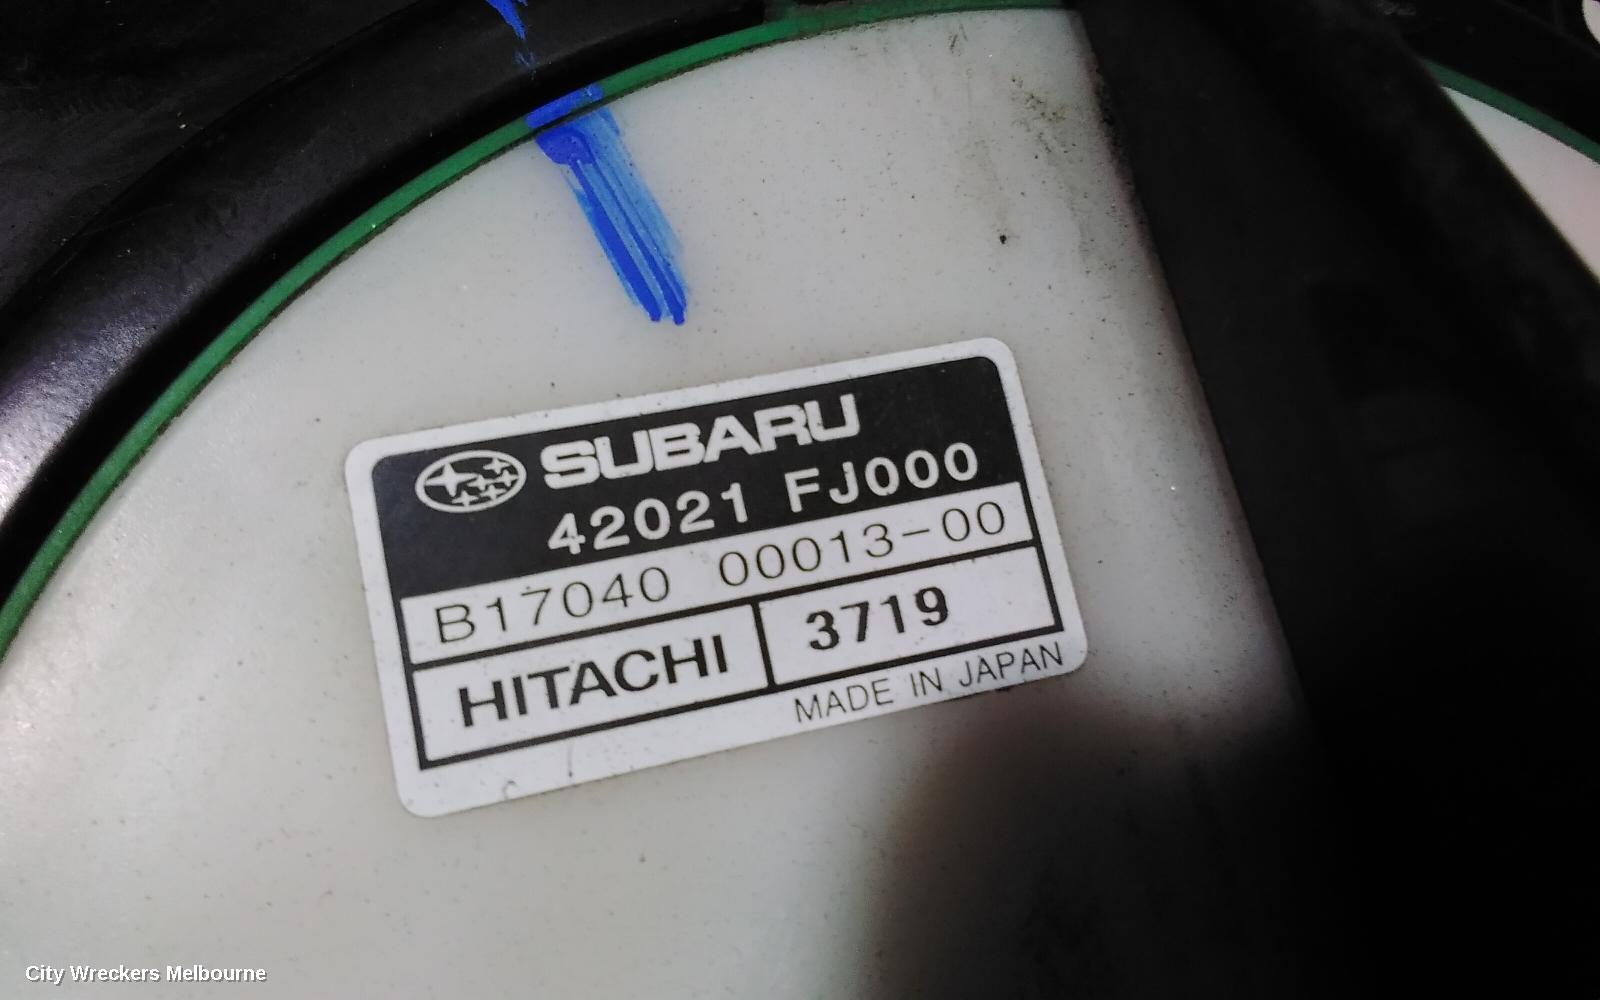 SUBARU
42021 FJ000
B17040 00013-00
HITACHI 3719
MADE IN JAPAN
City Wreckers Melbourne